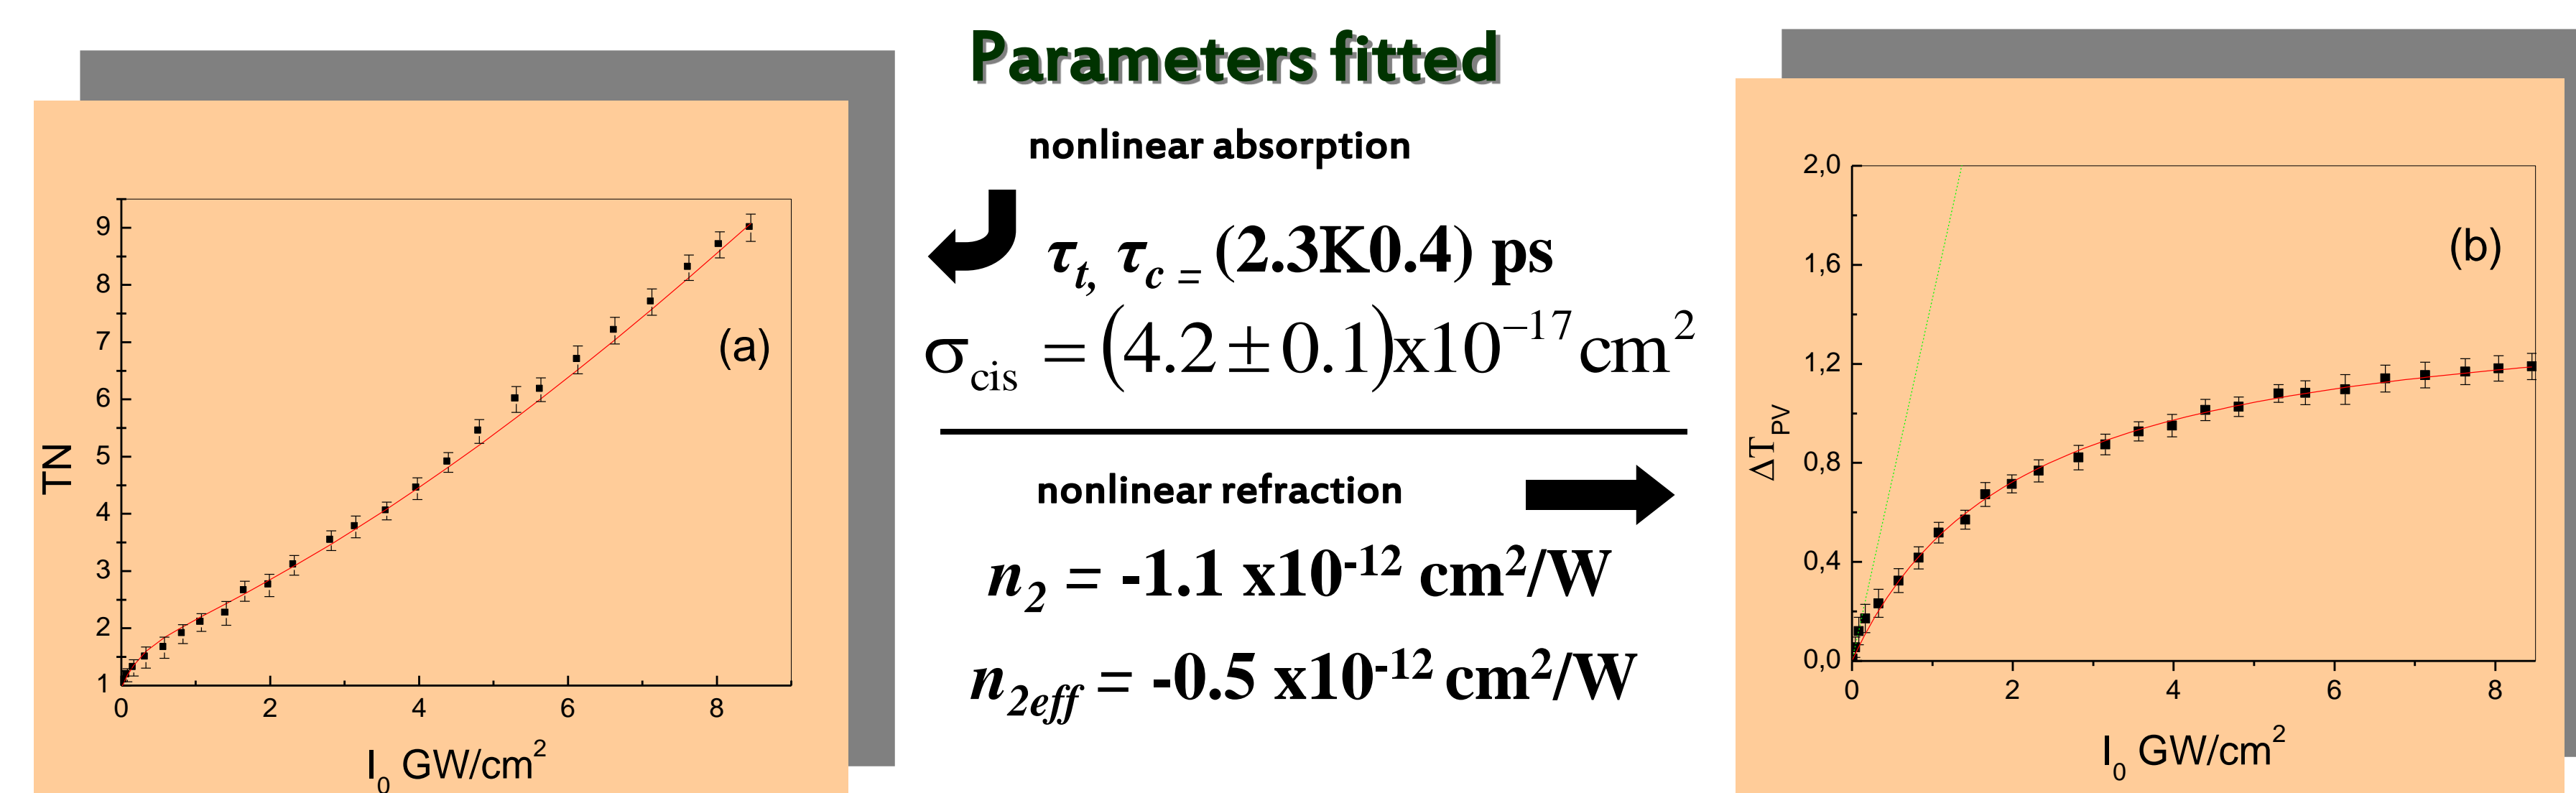 Parameters fitted
nonlinear absorption
τt, τc = (2.3K0.4) ps
σcis = (4.2 ± 0.1)x10⁻¹⁷ cm²
nonlinear refraction
n2 = -1.1 x10⁻¹² cm²/W
n2eff = -0.5 x10⁻¹² cm²/W
(a)
TN
9
8
7
6
5
4
3
2
1
0 2 4 6 8
I₀ GW/cm²
(b)
ΔTPV
2,0
1,6
1,2
0,8
0,4
0,0
0 2 4 6 8
I₀ GW/cm²